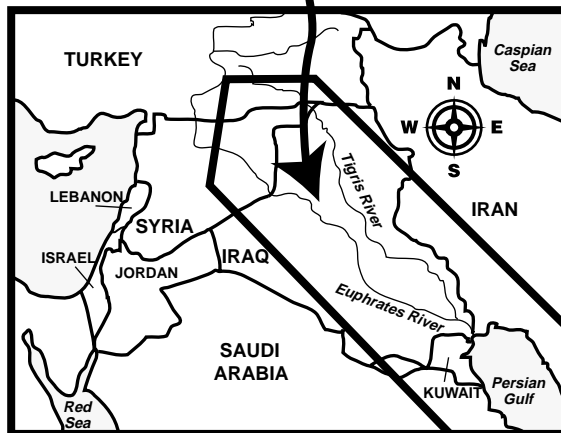 TURKEY
Caspian
Sea
N
W E
S
Tigris River
LEBANON
IRAN
SYRIA
ISRAEL
IRAQ
JORDAN
Euphrates River
SAUDI
ARABIA
KUWAIT
Persian
Gulf
Red
Sea